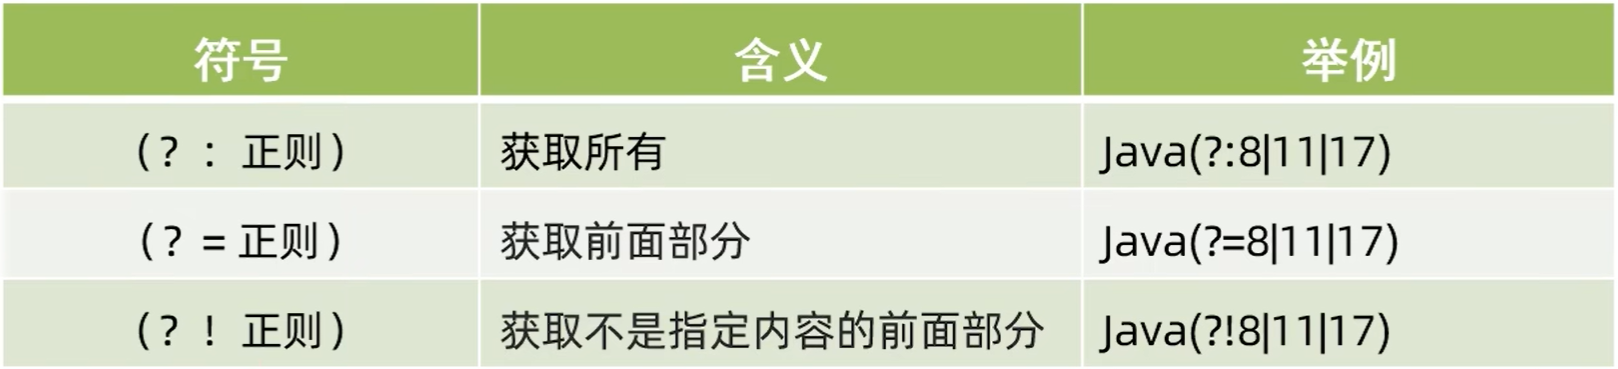 符号 含义 举例
(? : 正则) 获取所有 Java(?:8|11|17)
(? = 正则) 获取前面部分 Java(?=8|11|17)
(? ! 正则) 获取不是指定内容的前面部分 Java(?!8|11|17)